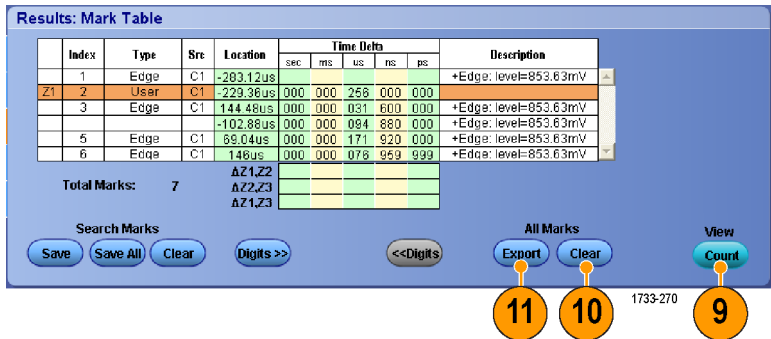 Results: Mark Table
Index Type Src Location Time Delta Description
sec ms us ns ps
1 Edge C1 -283.12us +Edge: level=853.63mV
Z1 2 User C1 -229.36us 000 000 256 000 000
3 Edge C1 144.48us 000 000 031 600 000 +Edge: level=853.63mV
-102.88us 000 000 094 880 000 +Edge: level=853.63mV
5 Edge C1 69.04us 000 000 171 920 000 +Edge: level=853.63mV
6 Edge C1 146us 000 000 076 959 999 +Edge: level=853.63mV
ΔZ1,Z2
Total Marks: 7 ΔZ2,Z3
ΔZ1,Z3
Search Marks All Marks View
Save Save All Clear Digits >> <<Digits Export Clear Count
1733-270
11 10 9